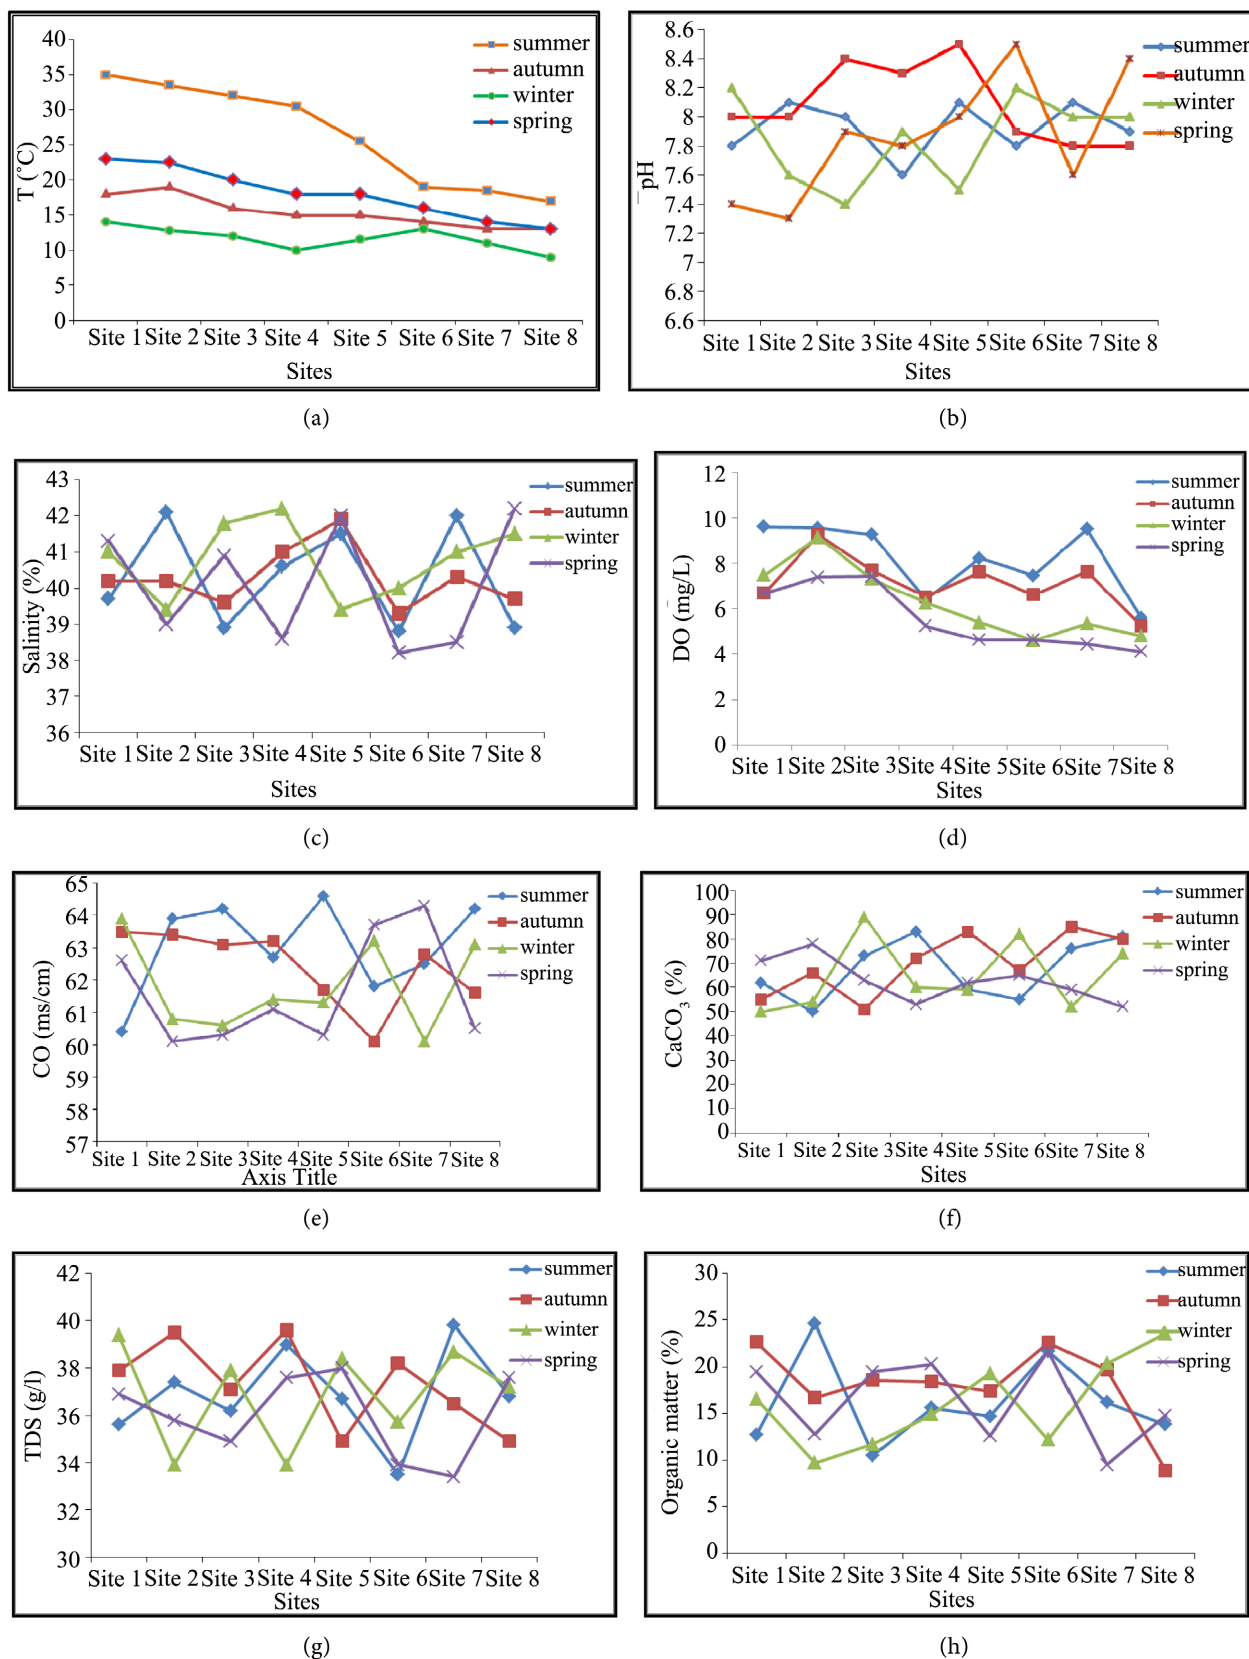 40
35
30
25
20
15
10
5
0
T (˚C)
summer
autumn
winter
spring
Site 1 Site 2 Site 3 Site 4 Site 5 Site 6 Site 7 Site 8
Sites
(a)
8.6
8.4
8.2
8
7.8
7.6
7.4
7.2
7
6.8
6.6
pH
summer
autumn
winter
spring
Site 1 Site 2 Site 3 Site 4 Site 5 Site 6 Site 7 Site 8
Sites
(b)
43
42
41
40
39
38
37
36
Salinity (%)
summer
autumn
winter
spring
Site 1 Site 2 Site 3 Site 4 Site 5 Site 6 Site 7 Site 8
Sites
(c)
12
10
8
6
4
2
0
DO (mg/L)
summer
autumn
winter
spring
Site 1 Site 2 Site 3 Site 4 Site 5 Site 6 Site 7 Site 8
Sites
(d)
65
64
63
62
61
60
59
58
57
CO (ms/cm)
summer
autumn
winter
spring
Site 1 Site 2 Site 3 Site 4 Site 5 Site 6 Site 7 Site 8
Axis Title
(e)
100
90
80
70
60
50
40
30
20
10
0
CaCO3 (%)
summer
autumn
winter
spring
Site 1 Site 2 Site 3 Site 4 Site 5 Site 6 Site 7 Site 8
Sites
(f)
42
40
38
36
34
32
30
TDS (g/l)
summer
autumn
winter
spring
Site 1 Site 2 Site 3 Site 4 Site 5 Site 6 Site 7 Site 8
Sites
(g)
30
25
20
15
10
5
0
Organic matter (%)
summer
autumn
winter
spring
Site 1 Site 2 Site 3 Site 4 Site 5 Site 6 Site 7 Site 8
Sites
(h)